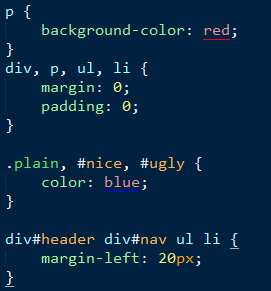 p {
    background-color: red;
}
div, p, ul, li {
    margin: 0;
    padding: 0;
}

.plain, #nice, #ugly {
    color: blue;
}

div#header div#nav ul li {
    margin-left: 20px;
}